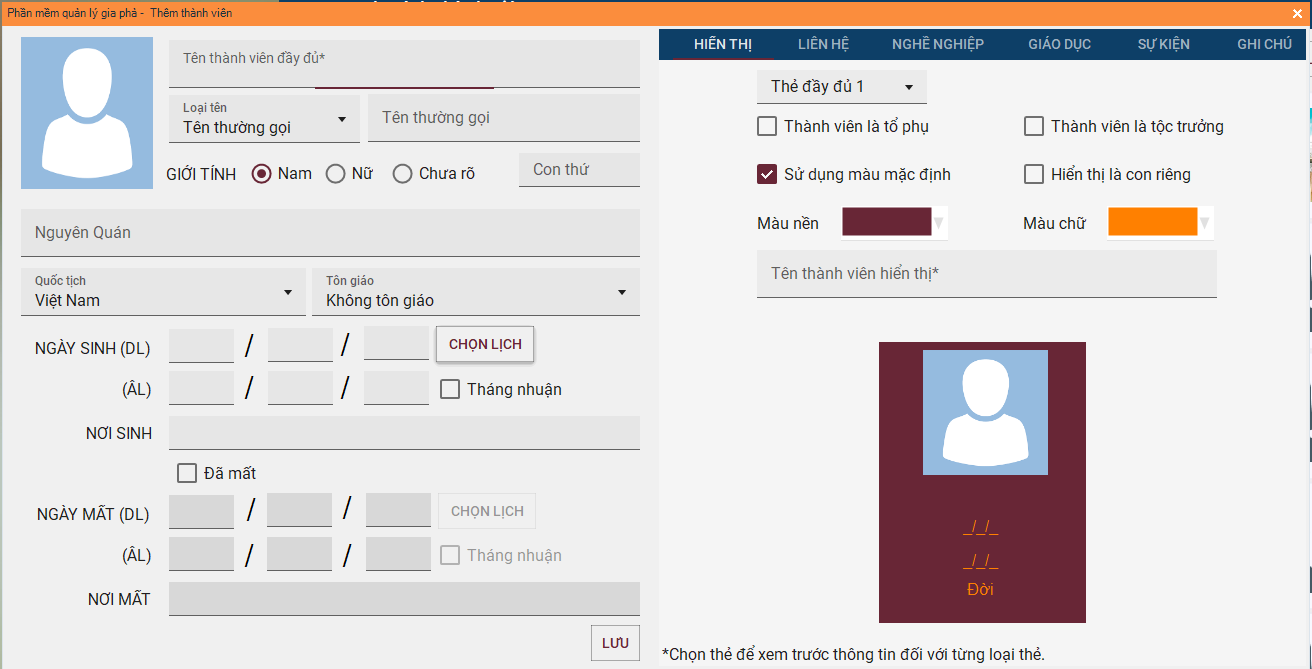 Phần mềm quản lý gia phả - Thêm thành viên
Tên thành viên đầy đủ*
Loại tên
Tên thường gọi
Tên thường gọi
GIỚI TÍNH Nam Nữ Chưa rõ Con thứ
Nguyên Quán
Quốc tịch
Việt Nam
Tôn giáo
Không tôn giáo
NGÀY SINH (DL) / / CHỌN LỊCH
(ÂL) / / Tháng nhuận
NƠI SINH
Đã mất
NGÀY MẤT (DL) / / CHỌN LỊCH
(ÂL) / / Tháng nhuận
NƠI MẤT
LƯU
HIỂN THỊ LIÊN HỆ NGHỀ NGHIỆP GIÁO DỤC SỰ KIỆN GHI CHÚ
Thẻ đầy đủ 1
Thành viên là tổ phụ Thành viên là tộc trưởng
Sử dụng màu mặc định Hiển thị là con riêng
Màu nền Màu chữ
Tên thành viên hiển thị*
_/_/_
_/_/_
Đời
*Chọn thẻ để xem trước thông tin đối với từng loại thẻ.